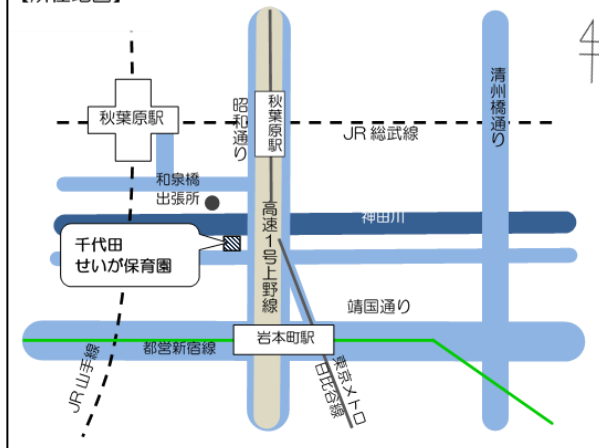 【所在地図】
秋葉原駅
昭和通り
秋葉原駅
JR 総武線
清州橋通り
和泉橋
出張所
神田川
千代田
せいが保育園
高速1号上野線
靖国通り
岩本町駅
都営新宿線
JR 山手線
東京メトロ
日比谷線